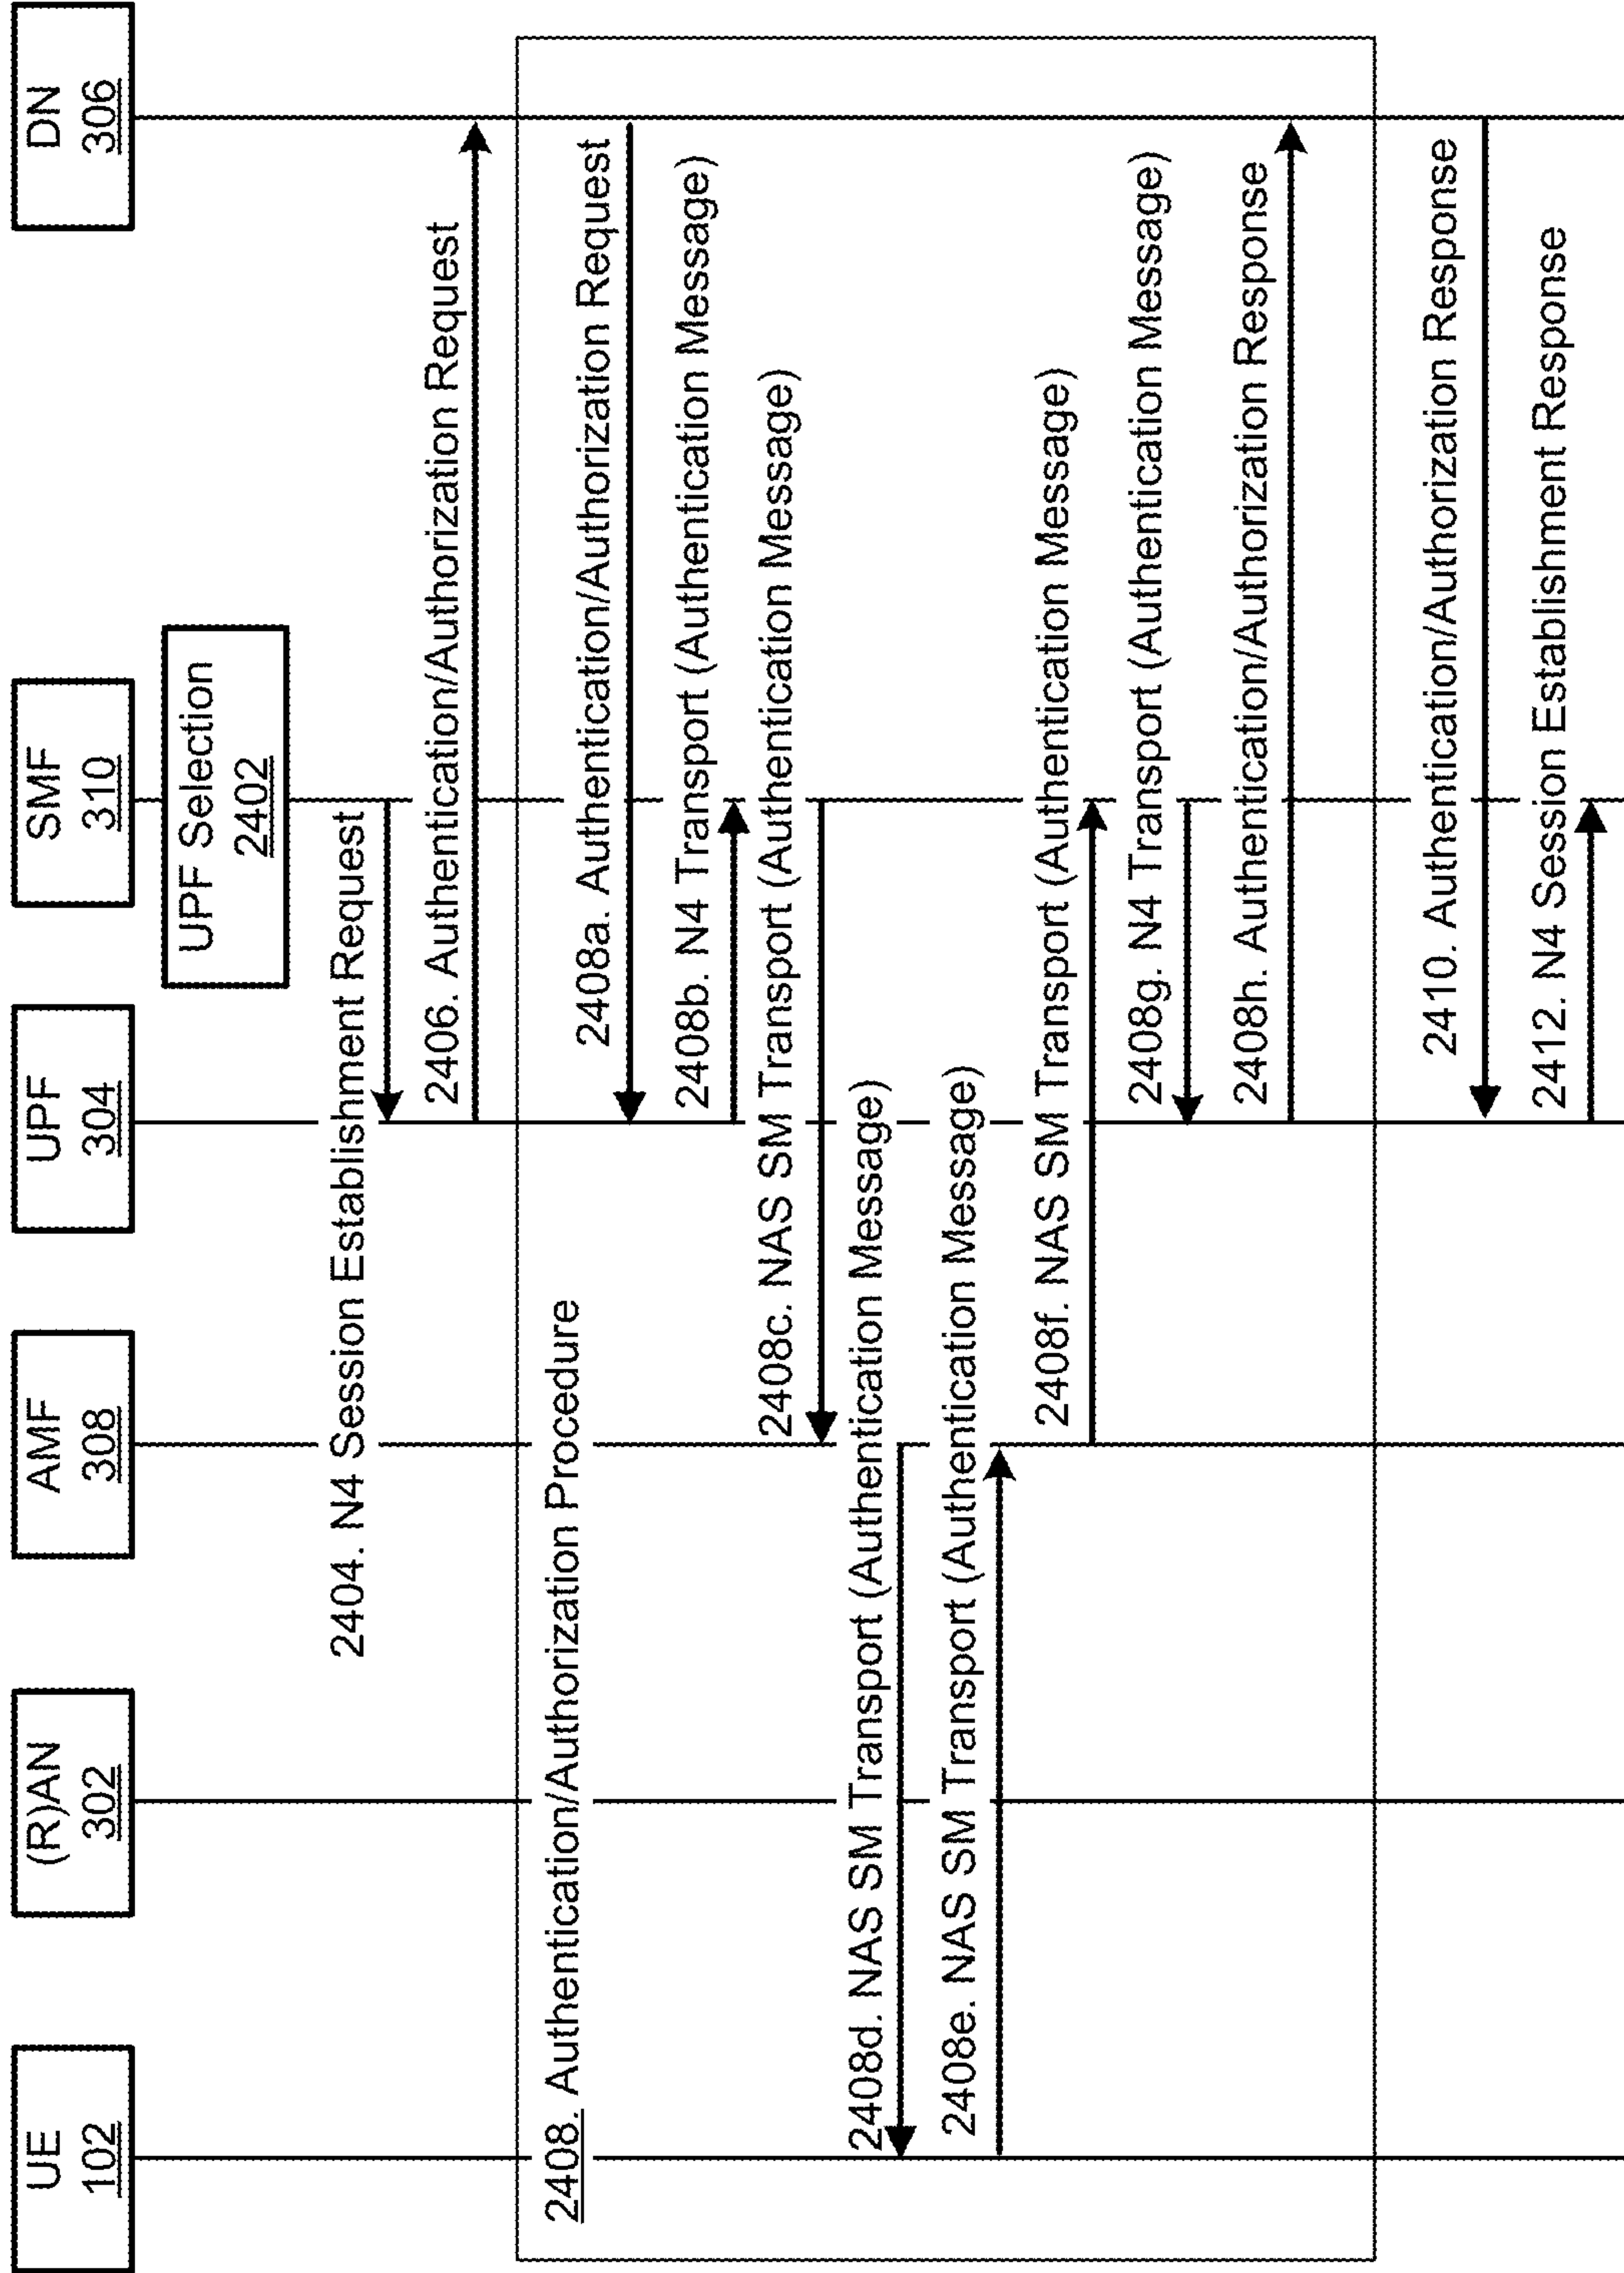 UE
102
(R)AN
302
AMF
308
UPF
304
SMF
310
DN
306
UPF Selection
2402
2404. N4 Session Establishment Request
2406. Authentication/Authorization Request
2408. Authentication/Authorization Procedure
2408a. Authentication/Authorization Request
2408b. N4 Transport (Authentication Message)
2408c. NAS SM Transport (Authentication Message)
2408d. NAS SM Transport (Authentication Message)
2408e. NAS SM Transport (Authentication Message)
2408f. NAS SM Transport (Authentication Message)
2408g. N4 Transport (Authentication Message)
2408h. Authentication/Authorization Response
2410. Authentication/Authorization Response
2412. N4 Session Establishment Response